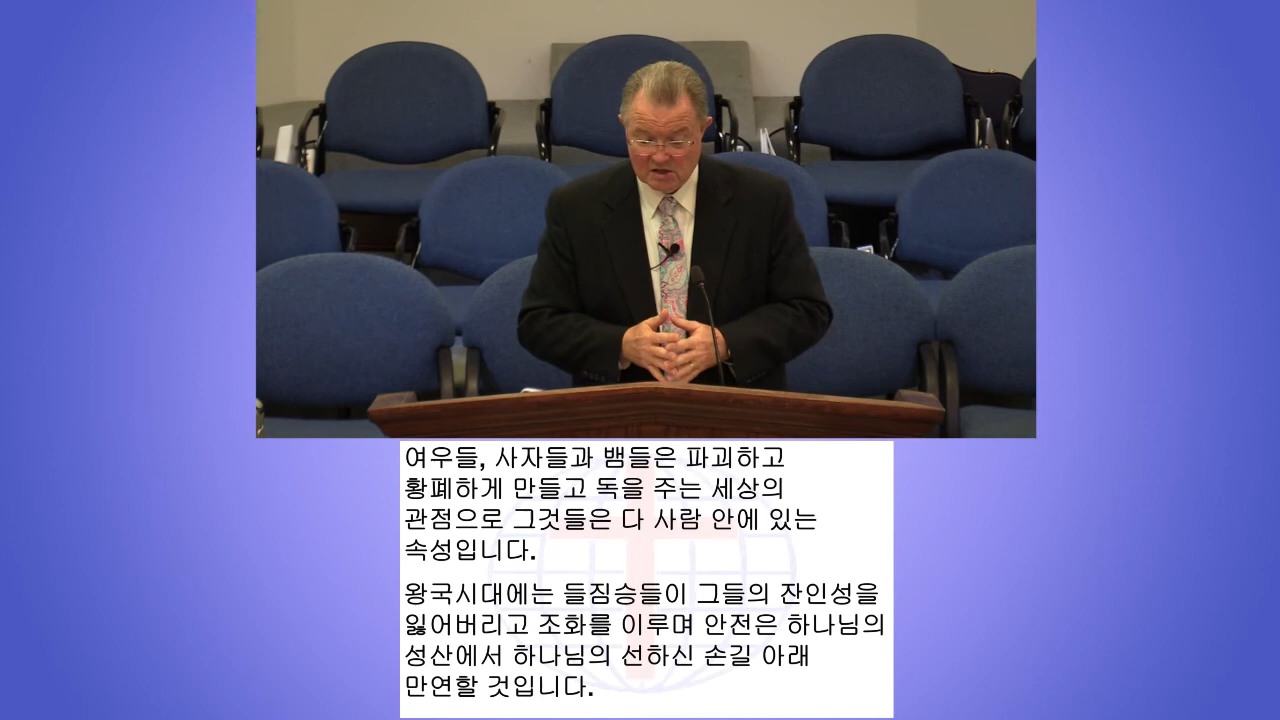 여우들, 사자들과 뱀들은 파괴하고
황폐하게 만들고 독을 주는 세상의
관점으로 그것들은 다 사람 안에 있는
속성입니다.
왕국시대에는 들짐승들이 그들의 잔인성을
잃어버리고 조화를 이루며 안전은 하나님의
성산에서 하나님의 선하신 손길 아래
만연할 것입니다.